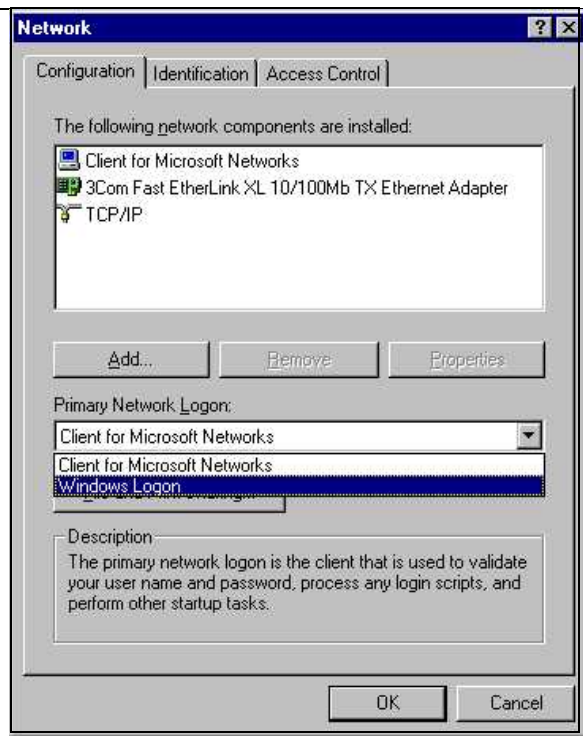 Network
Configuration Identification Access Control
The following network components are installed:
Client for Microsoft Networks
3Com Fast EtherLink XL 10/100Mb TX Ethernet Adapter
TCP/IP
Add... Remove Properties
Primary Network Logon:
Client for Microsoft Networks
Client for Microsoft Networks
Windows Logon
Description
The primary network logon is the client that is used to validate
your user name and password, process any login scripts, and
perform other startup tasks.
OK Cancel